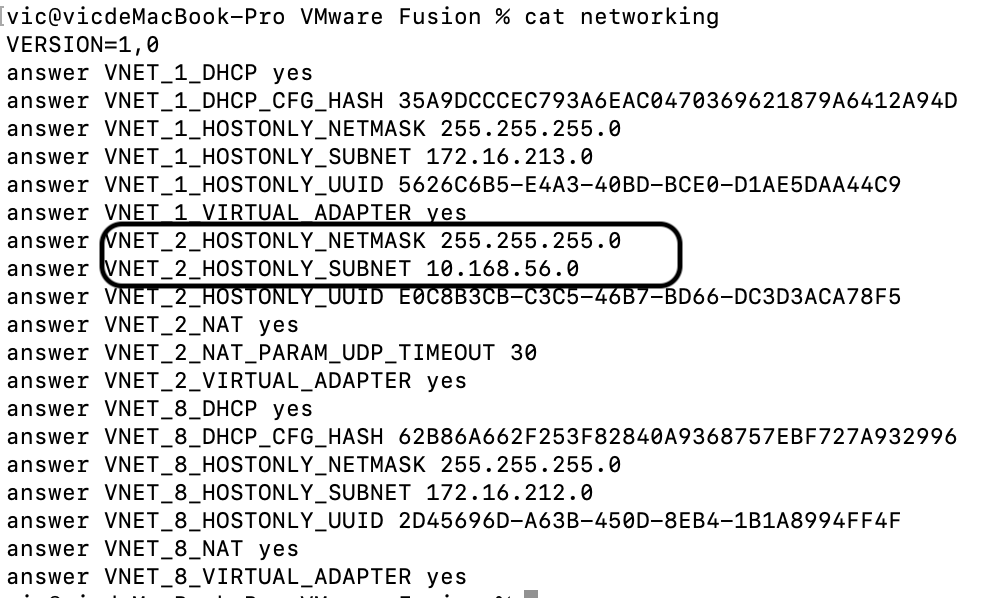 [vic@vicdeMacBook-Pro VMware Fusion % cat networking
VERSION=1,0
answer VNET_1_DHCP yes
answer VNET_1_DHCP_CFG_HASH 35A9DCCCEC793A6EAC0470369621879A6412A94D
answer VNET_1_HOSTONLY_NETMASK 255.255.255.0
answer VNET_1_HOSTONLY_SUBNET 172.16.213.0
answer VNET_1_HOSTONLY_UUID 5626C6B5-E4A3-40BD-BCE0-D1AE5DAA44C9
answer VNET_1_VIRTUAL_ADAPTER yes
answer VNET_2_HOSTONLY_NETMASK 255.255.255.0
answer VNET_2_HOSTONLY_SUBNET 10.168.56.0
answer VNET_2_HOSTONLY_UUID E0C8B3CB-C3C5-46B7-BD66-DC3D3ACA78F5
answer VNET_2_NAT yes
answer VNET_2_NAT_PARAM_UDP_TIMEOUT 30
answer VNET_2_VIRTUAL_ADAPTER yes
answer VNET_8_DHCP yes
answer VNET_8_DHCP_CFG_HASH 62B86A662F253F82840A9368757EBF727A932996
answer VNET_8_HOSTONLY_NETMASK 255.255.255.0
answer VNET_8_HOSTONLY_SUBNET 172.16.212.0
answer VNET_8_HOSTONLY_UUID 2D45696D-A63B-450D-8EB4-1B1A8994FF4F
answer VNET_8_NAT yes
answer VNET_8_VIRTUAL_ADAPTER yes